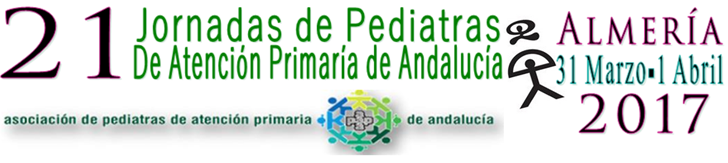 21
Jornadas de Pediatras
De Atención Primaría de Andalucía
asociación de pediatras de atención primaria de andalucía
ALMERÍA
31 Marzo-1 Abril
2017